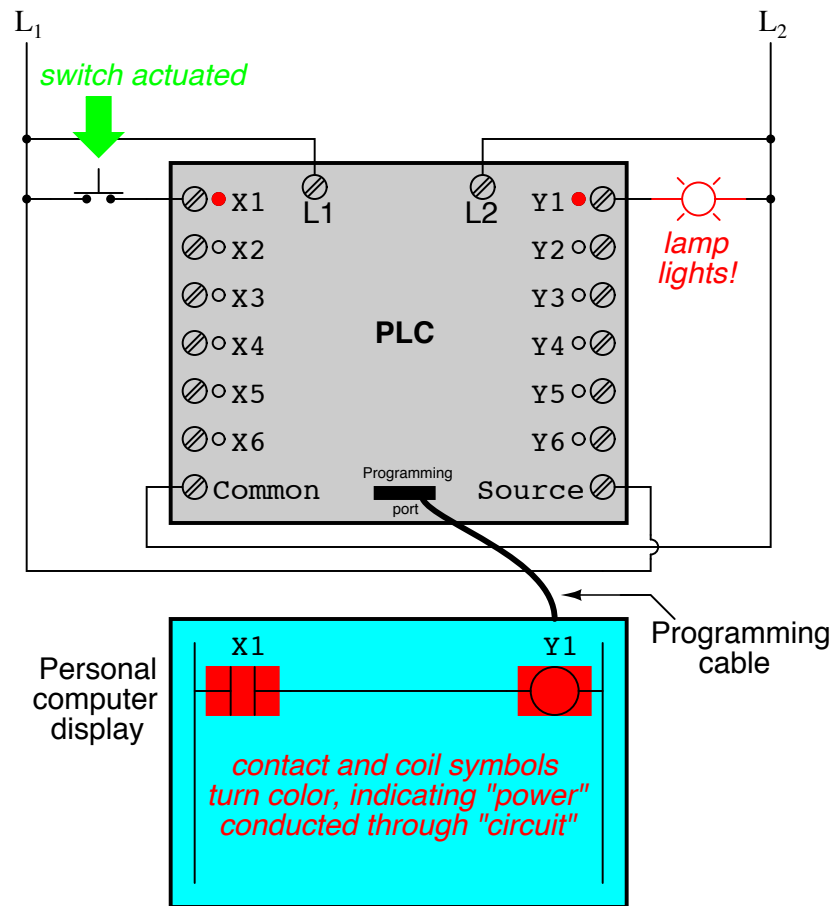 L1
L2
switch actuated
X1
L1
L2
Y1
X2
Y2
lamp
lights!
X3
Y3
PLC
X4
Y4
X5
Y5
X6
Y6
Common
Programming
port
Source
Programming
cable
Personal
computer
display
X1
Y1
contact and coil symbols
turn color, indicating "power"
conducted through "circuit"